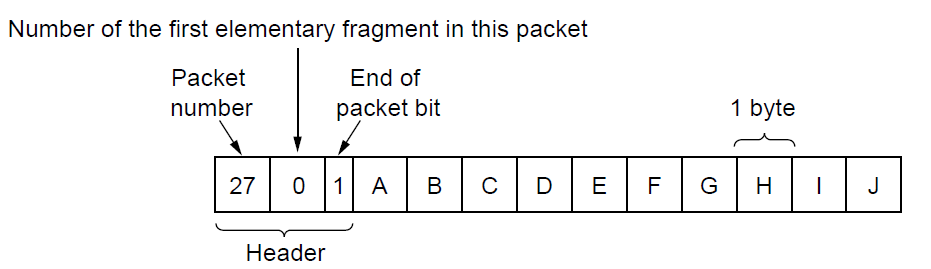 Number of the first elementary fragment in this packet
Packet
number
End of
packet bit
1 byte
27 0 1 A B C D E F G H I J
Header